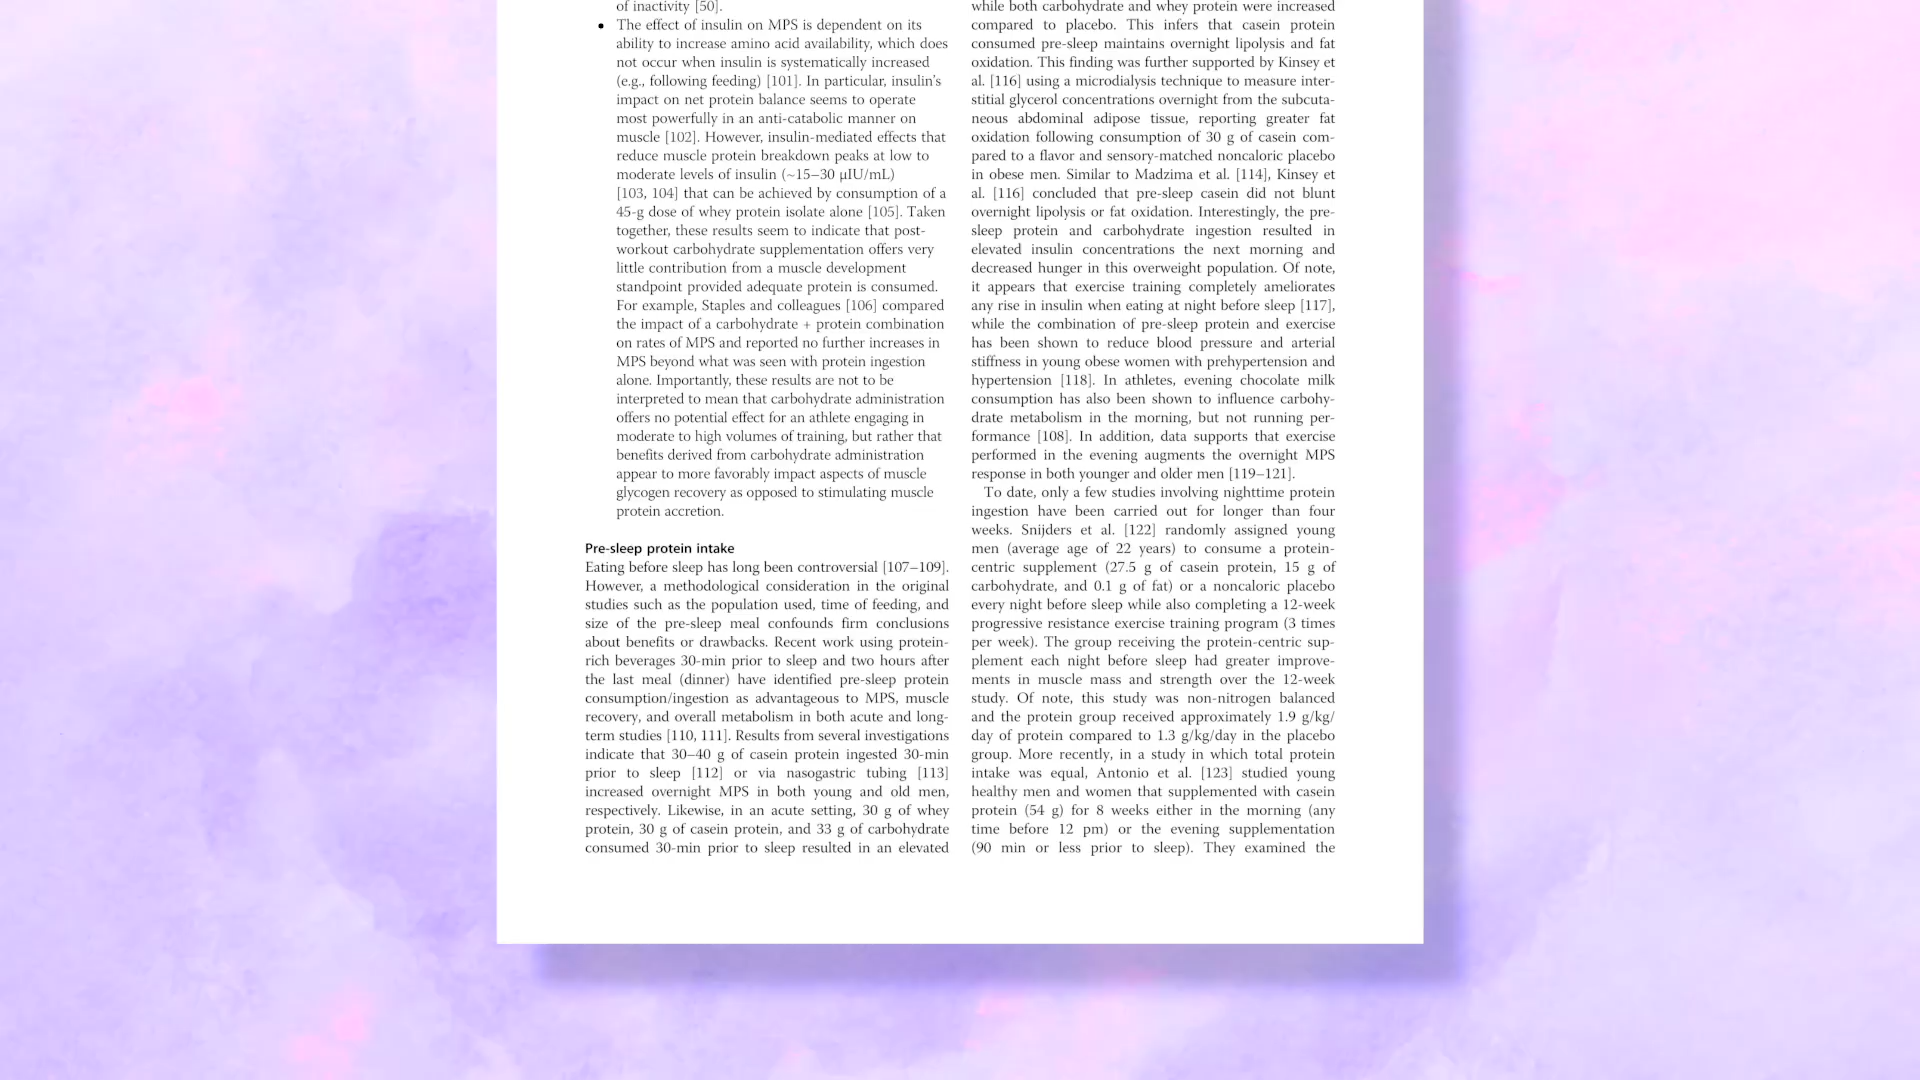 of inactivity [50].
• The effect of insulin on MPS is dependent on its
ability to increase amino acid availability, which does
not occur when insulin is systematically increased
(e.g., following feeding) [101]. In particular, insulin's
impact on net protein balance seems to operate
most powerfully in an anti-catabolic manner on
muscle [102]. However, insulin-mediated effects that
reduce muscle protein breakdown peaks at low to
moderate levels of insulin (~15–30 μIU/mL)
[103, 104] that can be achieved by consumption of a
45-g dose of whey protein isolate alone [105]. Taken
together, these results seem to indicate that post-
workout carbohydrate supplementation offers very
little contribution from a muscle development
standpoint provided adequate protein is consumed.
For example, Staples and colleagues [106] compared
the impact of a carbohydrate + protein combination
on rates of MPS and reported no further increases in
MPS beyond what was seen with protein ingestion
alone. Importantly, these results are not to be
interpreted to mean that carbohydrate administration
offers no potential effect for an athlete engaging in
moderate to high volumes of training, but rather that
benefits derived from carbohydrate administration
appear to more favorably impact aspects of muscle
glycogen recovery as opposed to stimulating muscle
protein accretion.
Pre-sleep protein intake
Eating before sleep has long been controversial [107–109].
However, a methodological consideration in the original
studies such as the population used, time of feeding, and
size of the pre-sleep meal confounds firm conclusions
about benefits or drawbacks. Recent work using protein-
rich beverages 30-min prior to sleep and two hours after
the last meal (dinner) have identified pre-sleep protein
consumption/ingestion as advantageous to MPS, muscle
recovery, and overall metabolism in both acute and long-
term studies [110, 111]. Results from several investigations
indicate that 30–40 g of casein protein ingested 30-min
prior to sleep [112] or via nasogastric tubing [113]
increased overnight MPS in both young and old men,
respectively. Likewise, in an acute setting, 30 g of whey
protein, 30 g of casein protein, and 33 g of carbohydrate
consumed 30-min prior to sleep resulted in an elevated
while both carbohydrate and whey protein were increased
compared to placebo. This infers that casein protein
consumed pre-sleep maintains overnight lipolysis and fat
oxidation. This finding was further supported by Kinsey et
al. [116] using a microdialysis technique to measure inter-
stitial glycerol concentrations overnight from the subcuta-
neous abdominal adipose tissue, reporting greater fat
oxidation following consumption of 30 g of casein com-
pared to a flavor and sensory-matched noncaloric placebo
in obese men. Similar to Madzima et al. [114], Kinsey et
al. [116] concluded that pre-sleep casein did not blunt
overnight lipolysis or fat oxidation. Interestingly, the pre-
sleep protein and carbohydrate ingestion resulted in
elevated insulin concentrations the next morning and
decreased hunger in this overweight population. Of note,
it appears that exercise training completely ameliorates
any rise in insulin when eating at night before sleep [117],
while the combination of pre-sleep protein and exercise
has been shown to reduce blood pressure and arterial
stiffness in young obese women with prehypertension and
hypertension [118]. In athletes, evening chocolate milk
consumption has also been shown to influence carbohy-
drate metabolism in the morning, but not running per-
formance [108]. In addition, data supports that exercise
performed in the evening augments the overnight MPS
response in both younger and older men [119–121].
To date, only a few studies involving nighttime protein
ingestion have been carried out for longer than four
weeks. Snijders et al. [122] randomly assigned young
men (average age of 22 years) to consume a protein-
centric supplement (27.5 g of casein protein, 15 g of
carbohydrate, and 0.1 g of fat) or a noncaloric placebo
every night before sleep while also completing a 12-week
progressive resistance exercise training program (3 times
per week). The group receiving the protein-centric sup-
plement each night before sleep had greater improve-
ments in muscle mass and strength over the 12-week
study. Of note, this study was non-nitrogen balanced
and the protein group received approximately 1.9 g/kg/
day of protein compared to 1.3 g/kg/day in the placebo
group. More recently, in a study in which total protein
intake was equal, Antonio et al. [123] studied young
healthy men and women that supplemented with casein
protein (54 g) for 8 weeks either in the morning (any
time before 12 pm) or the evening supplementation
(90 min or less prior to sleep). They examined the